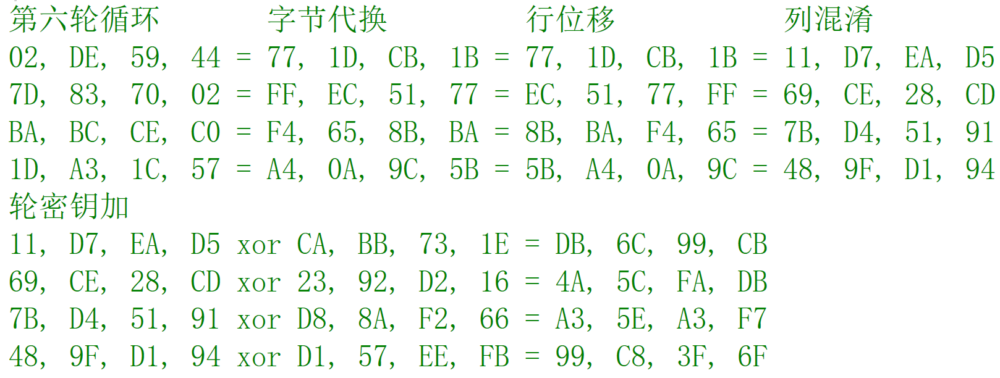 第六轮循环 字节代换 行位移 列混淆
02, DE, 59, 44 = 77, 1D, CB, 1B = 77, 1D, CB, 1B = 11, D7, EA, D5
7D, 83, 70, 02 = FF, EC, 51, 77 = EC, 51, 77, FF = 69, CE, 28, CD
BA, BC, CE, C0 = F4, 65, 8B, BA = 8B, BA, F4, 65 = 7B, D4, 51, 91
1D, A3, 1C, 57 = A4, 0A, 9C, 5B = 5B, A4, 0A, 9C = 48, 9F, D1, 94
轮密钥加
11, D7, EA, D5 xor CA, BB, 73, 1E = DB, 6C, 99, CB
69, CE, 28, CD xor 23, 92, D2, 16 = 4A, 5C, FA, DB
7B, D4, 51, 91 xor D8, 8A, F2, 66 = A3, 5E, A3, F7
48, 9F, D1, 94 xor D1, 57, EE, FB = 99, C8, 3F, 6F